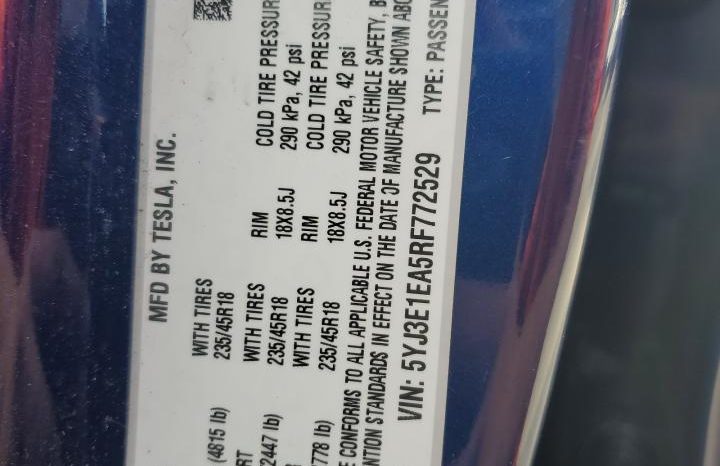 MFD BY TESLA, INC.
(4815 lb) WITH TIRES 235/45R18 RIM 18X8.5J COLD TIRE PRESSURE 290 kPa, 42 psi
RT
2447 lb) WITH TIRES 235/45R18 RIM 18X8.5J COLD TIRE PRESSURE 290 kPa, 42 psi
778 lb) WITH TIRES 235/45R18
E CONFORMS TO ALL APPLICABLE U.S. FEDERAL MOTOR VEHICLE SAFETY, B
NTION STANDARDS IN EFFECT ON THE DATE OF MANUFACTURE SHOWN ABO
VIN: 5YJ3E1EA5RF772529 TYPE: PASSEN